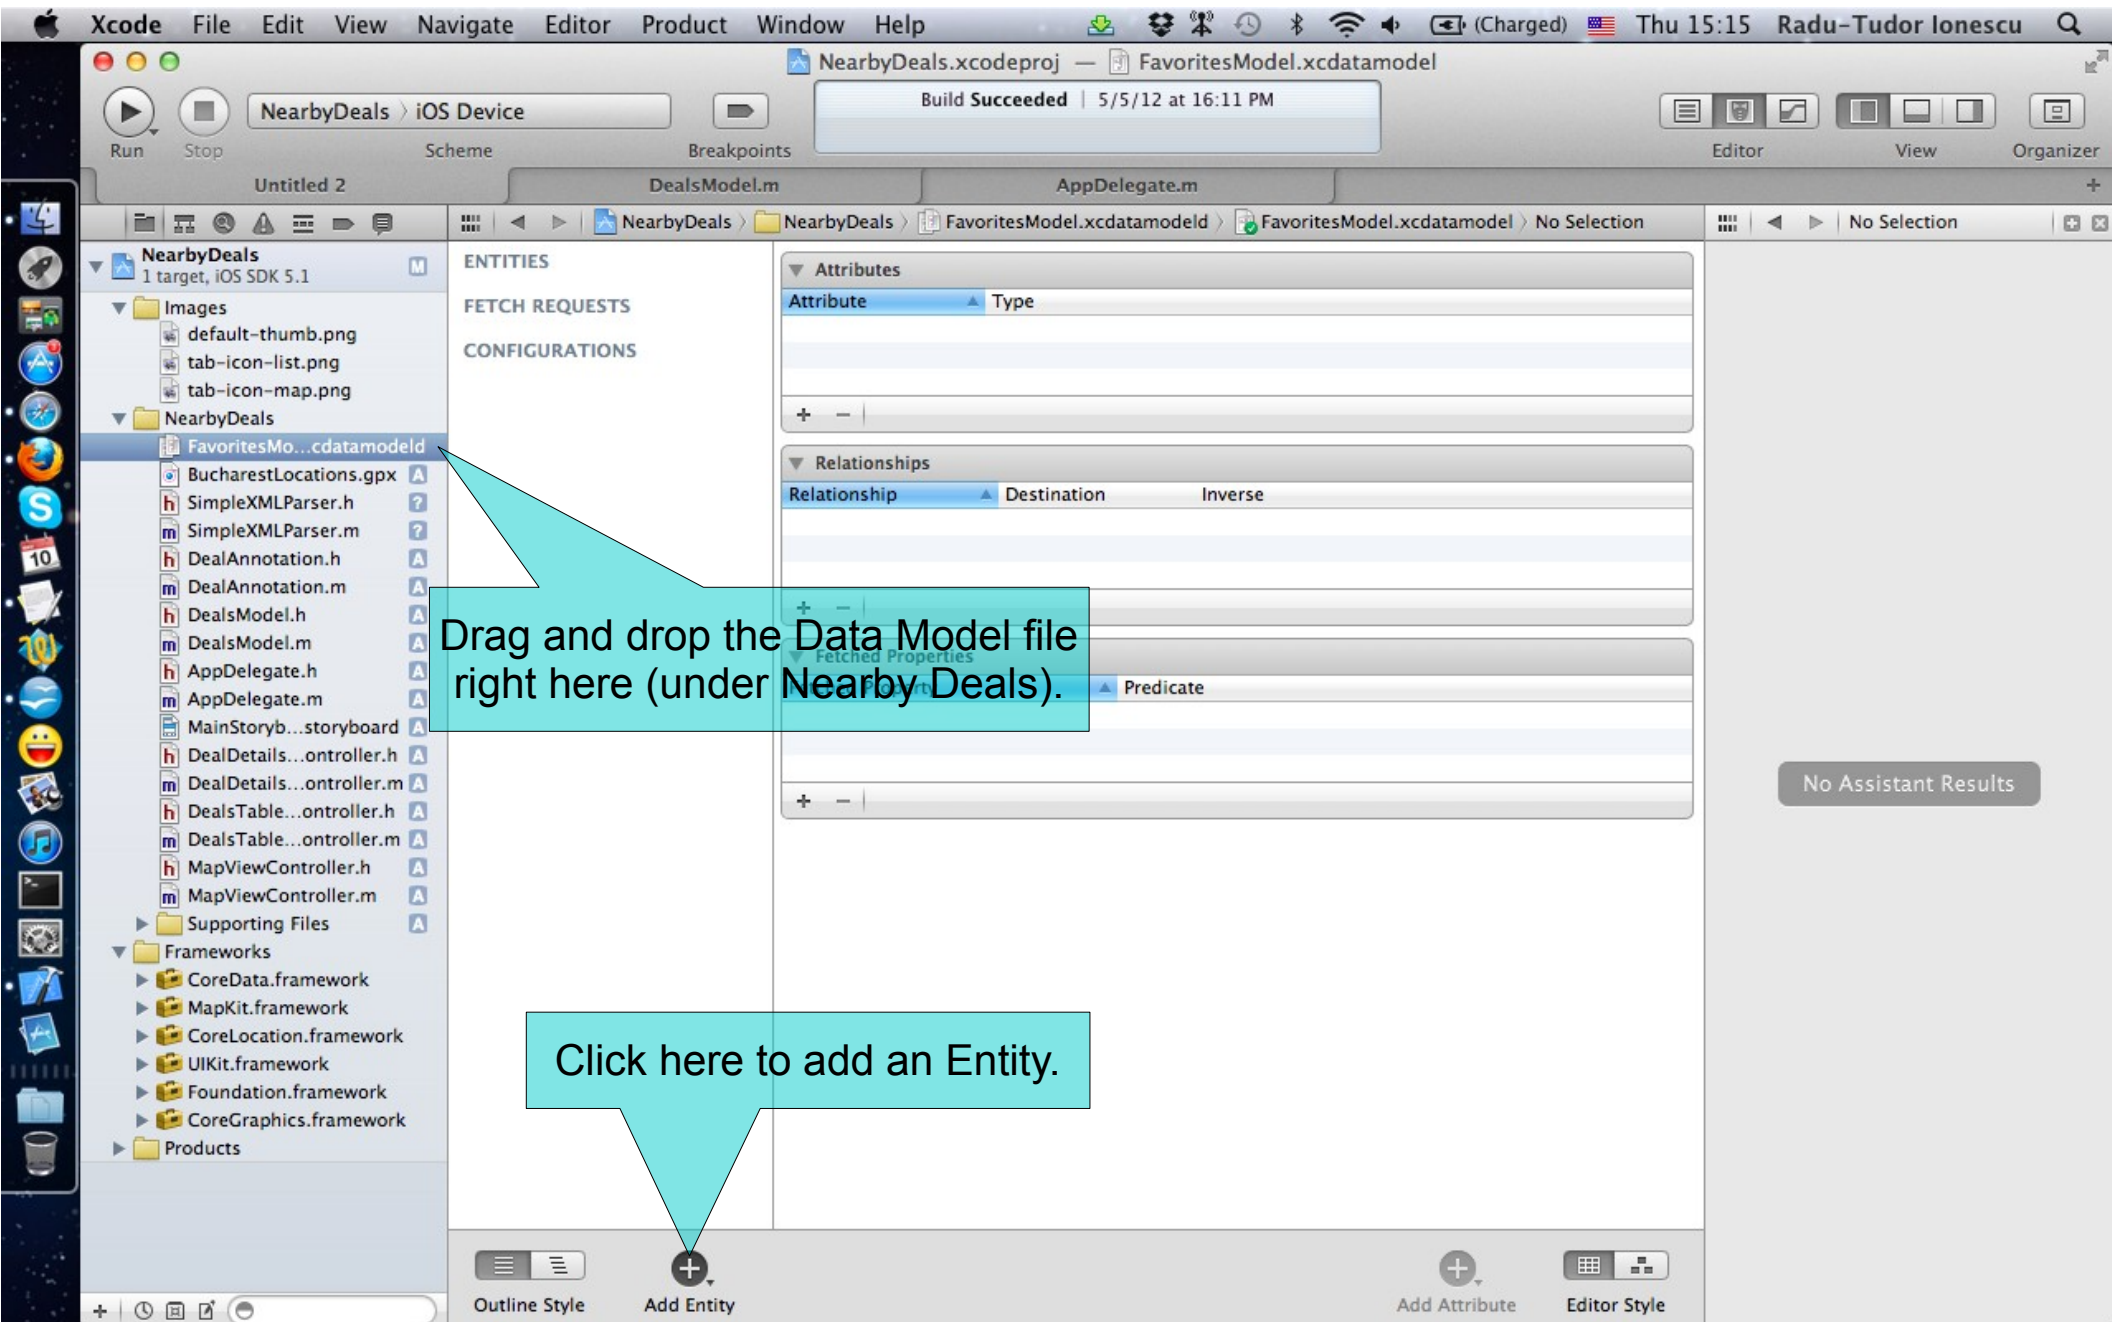 Xcode File Edit View Navigate Editor Product Window Help (Charged) Thu 15:15 Radu-Tudor Ionescu
NearbyDeals.xcodeproj — FavoritesModel.xcdatamodel
NearbyDeals 〉 iOS Device
Build Succeeded | 5/5/12 at 16:11 PM
Run Stop Scheme Breakpoints Editor View Organizer
Untitled 2 DealsModel.m AppDelegate.m +
NearbyDeals 〉 NearbyDeals 〉 FavoritesModel.xcdatamodeld 〉 FavoritesModel.xcdatamodel 〉 No Selection
No Selection
NearbyDeals M
1 target, iOS SDK 5.1
Images
default-thumb.png
tab-icon-list.png
tab-icon-map.png
NearbyDeals
FavoritesMo...cdatamodeld
BucharestLocations.gpx A
h SimpleXMLParser.h ?
m SimpleXMLParser.m ?
h DealAnnotation.h A
m DealAnnotation.m A
h DealsModel.h A
m DealsModel.m A
h AppDelegate.h A
m AppDelegate.m A
MainStoryb...storyboard A
h DealDetails...ontroller.h A
m DealDetails...ontroller.m A
h DealsTable...ontroller.h A
m DealsTable...ontroller.m A
h MapViewController.h A
m MapViewController.m A
Supporting Files A
Frameworks
CoreData.framework
MapKit.framework
CoreLocation.framework
UIKit.framework
Foundation.framework
CoreGraphics.framework
Products
10
ENTITIES
FETCH REQUESTS
CONFIGURATIONS
Attributes
Attribute Type
+ −
Relationships
Relationship Destination Inverse
+ −
Fetched Properties
Fetched Property Predicate
+ −
Drag and drop the Data Model file
right here (under Nearby Deals).
Click here to add an Entity.
No Assistant Results
Outline Style Add Entity Add Attribute Editor Style